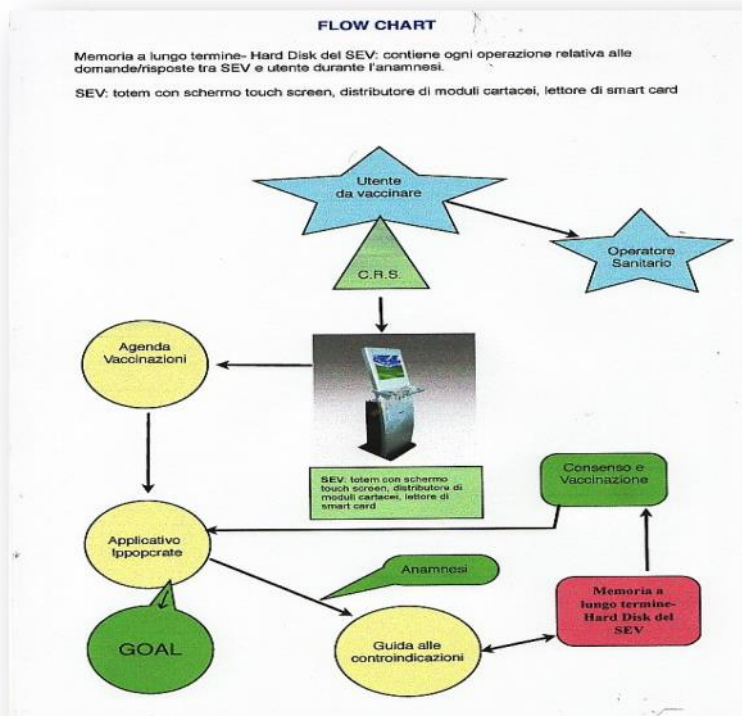 FLOW CHART
Memoria a lungo termine- Hard Disk del SEV: contiene ogni operazione relativa alle
domande/risposte tra SEV e utente durante l'anamnesi.
SEV: totem con schermo touch screen, distributore di moduli cartacei, lettore di smart card
Utente
da vaccinare
Operatore
Sanitario
C.R.S.
Agenda
Vaccinazioni
SEV: totem con schermo
touch screen, distributore di
moduli cartacei, lettore di
smart card
Consenso e
Vaccinazione
Applicativo
Ippopcrate
Anamnesi
Memoria a
lungo termine-
Hard Disk del
SEV
GOAL
Guida alle
controindicazioni